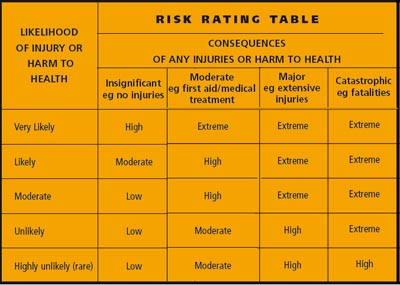 RISK RATING TABLE
LIKELIHOOD
OF INJURY OR
HARM TO
HEALTH
CONSEQUENCES
OF ANY INJURIES OR HARM TO HEALTH
Insignificant
eg no injuries
Moderate
eg first aid/medical
treatment
Major
eg extensive
injuries
Catastrophic
eg fatalities
Very Likely High Extreme Extreme Extreme
Likely Moderate High Extreme Extreme
Moderate Low High Extreme Extreme
Unlikely Low Moderate High Extreme
Highly unlikely (rare) Low Moderate High High